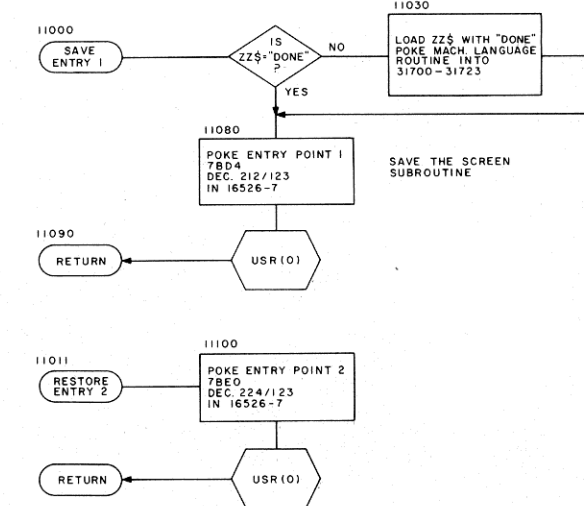 11000
SAVE
ENTRY 1
IS
ZZ$="DONE"
?
NO
YES
11030
LOAD ZZ$ WITH "DONE"
POKE MACH. LANGUAGE
ROUTINE INTO
31700-31723
11080
POKE ENTRY POINT 1
7BD4
DEC. 212/123
IN 16526-7
SAVE THE SCREEN
SUBROUTINE
11090
RETURN
USR(0)
11011
RESTORE
ENTRY 2
11100
POKE ENTRY POINT 2
7BE0
DEC. 224/123
IN 16526-7
RETURN
USR(0)